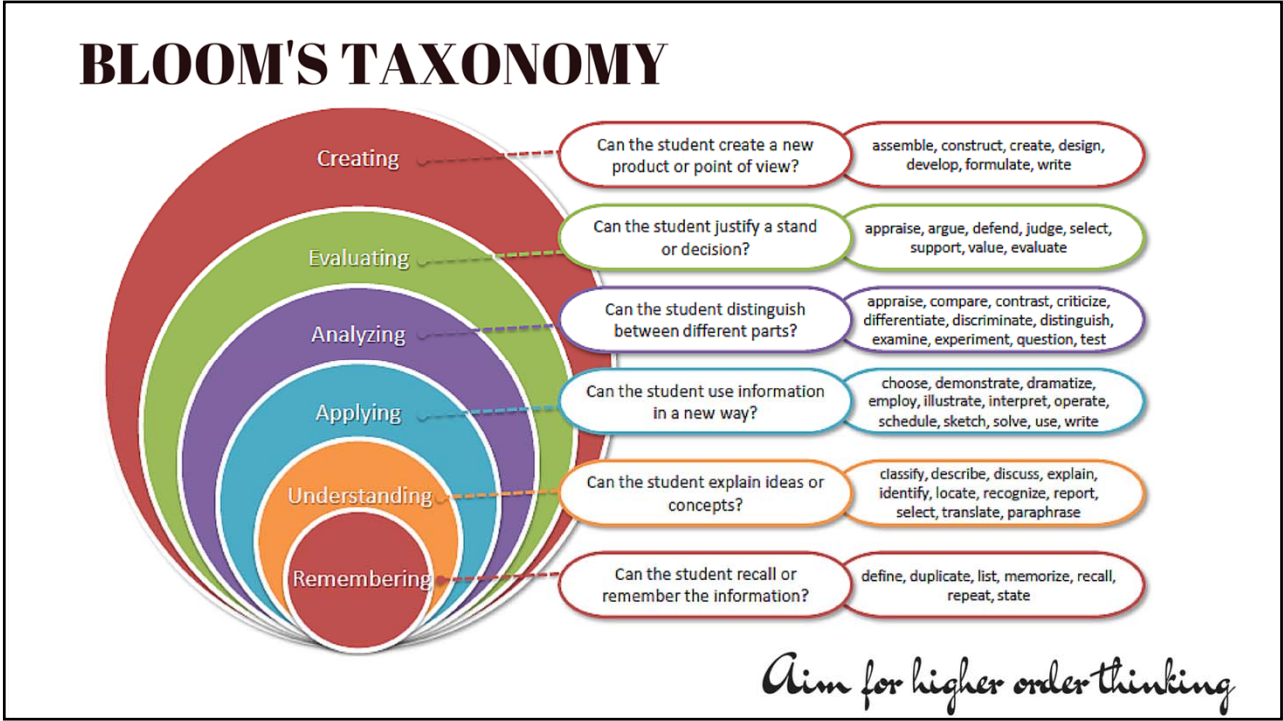 BLOOM'S TAXONOMY
Creating
Can the student create a new
product or point of view?
assemble, construct, create, design,
develop, formulate, write
Evaluating
Can the student justify a stand
or decision?
appraise, argue, defend, judge, select,
support, value, evaluate
Analyzing
Can the student distinguish
between different parts?
appraise, compare, contrast, criticize,
differentiate, discriminate, distinguish,
examine, experiment, question, test
Applying
Can the student use information
in a new way?
choose, demonstrate, dramatize,
employ, illustrate, interpret, operate,
schedule, sketch, solve, use, write
Understanding
Can the student explain ideas or
concepts?
classify, describe, discuss, explain,
identify, locate, recognize, report,
select, translate, paraphrase
Remembering
Can the student recall or
remember the information?
define, duplicate, list, memorize, recall,
repeat, state
Aim for higher order thinking